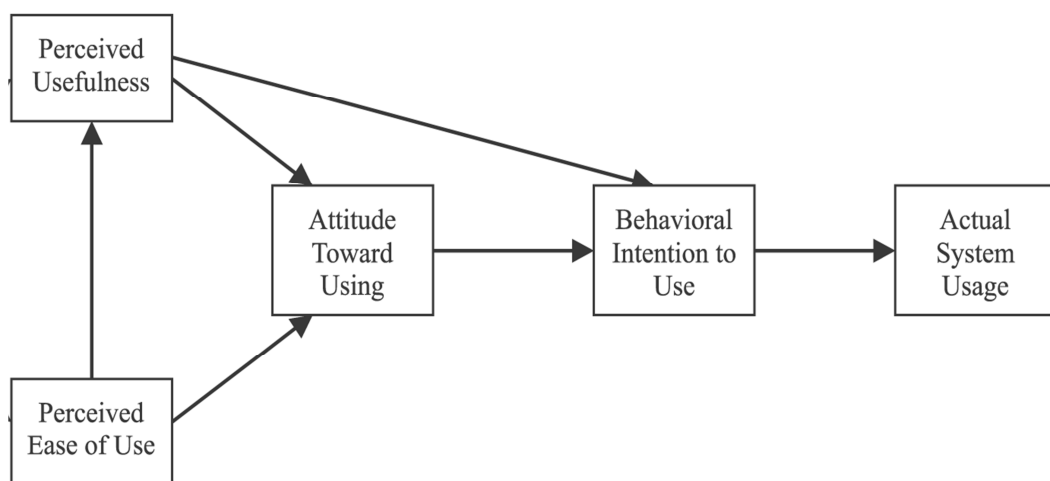 Perceived
Usefulness
Attitude
Toward
Using
Behavioral
Intention to
Use
Actual
System
Usage
Perceived
Ease of Use